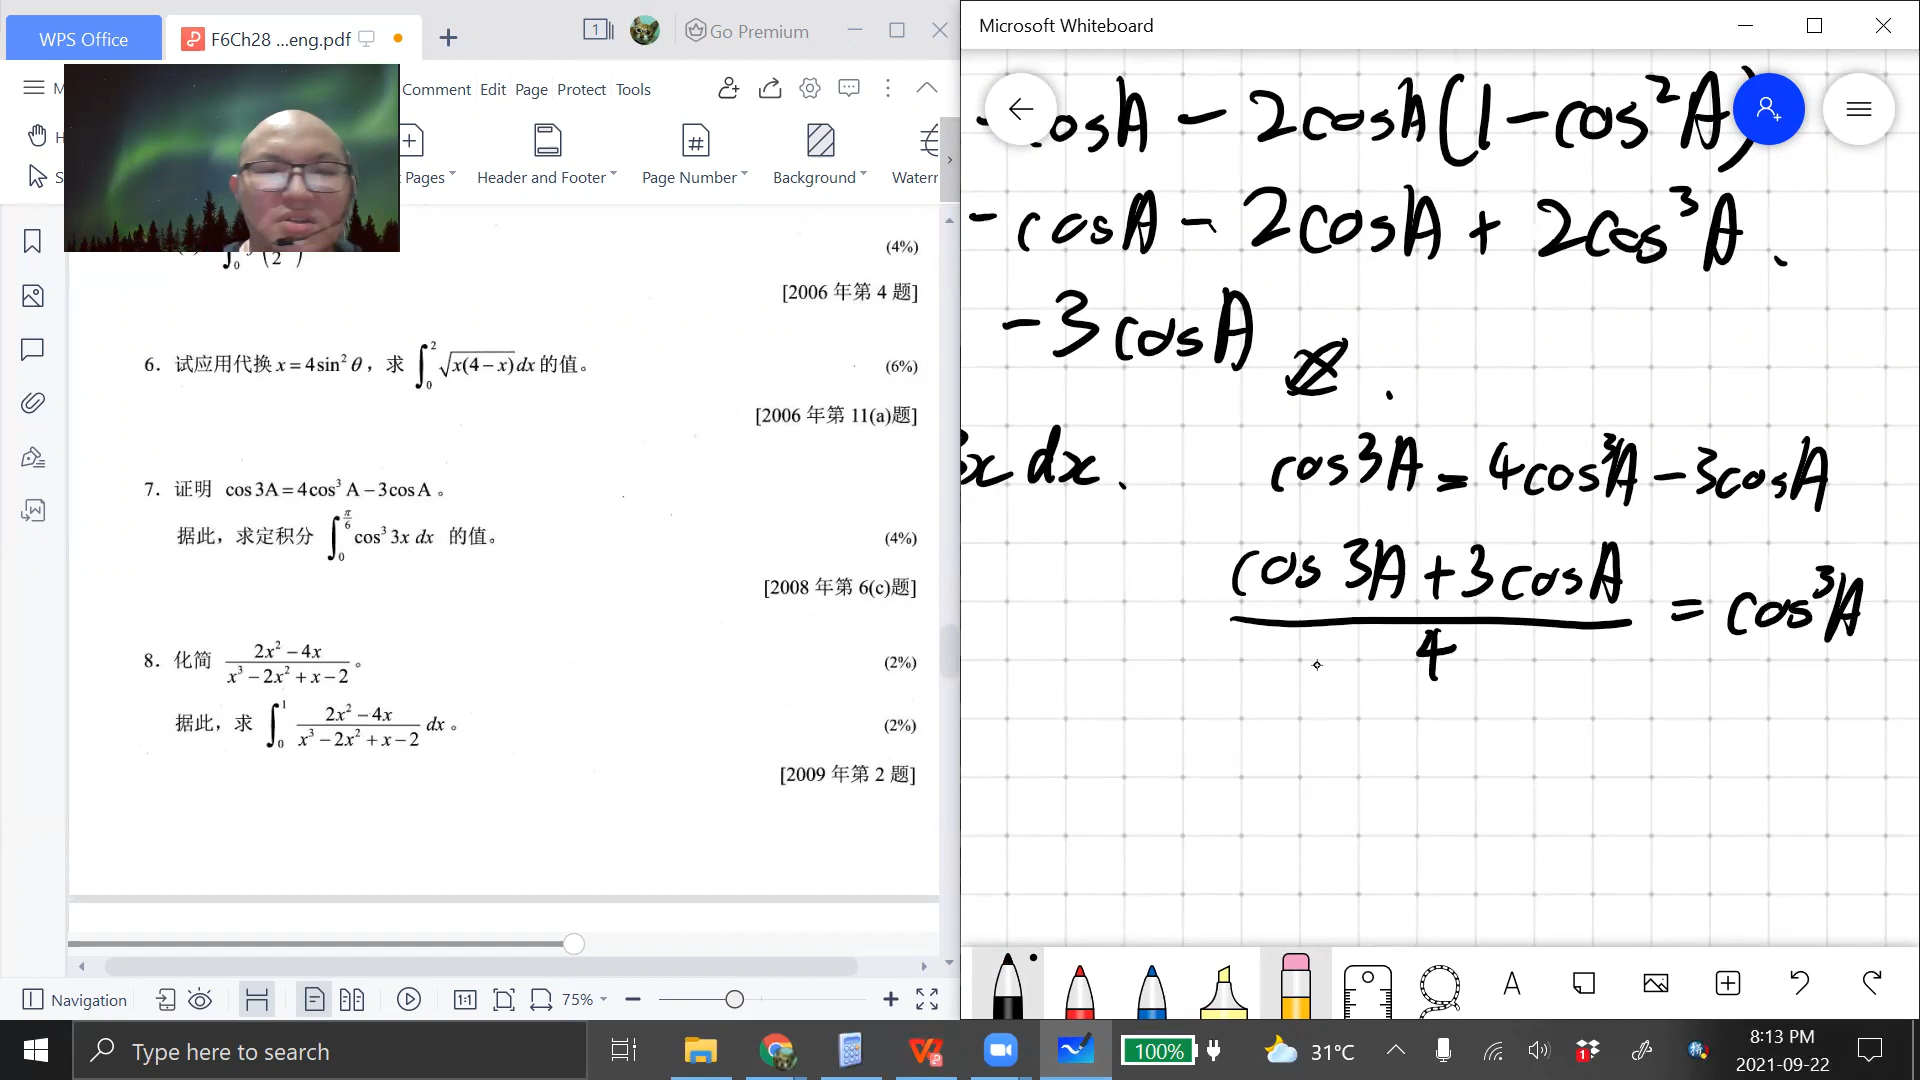 WPS Office
F6Ch28 ...eng.pdf
1
Go Premium
Comment Edit Page Protect Tools
Pages
Header and Footer
Page Number
Background
(4%)
[2006 年第 4 题]
6. 试应用代换 x = 4sin² θ，求 ∫₀² √x(4−x) dx 的值。
(6%)
[2006 年第 11(a)题]
7. 证明 cos 3A = 4cos³ A − 3cos A 。
据此，求定积分 ∫₀^(π/6) cos³ 3x dx 的值。
(4%)
[2008 年第 6(c)题]
8. 化简 (2x² − 4x)/(x³ − 2x² + x − 2) 。
(2%)
据此，求 ∫₀¹ (2x² − 4x)/(x³ − 2x² + x − 2) dx 。
(2%)
[2009 年第 2 题]
Navigation
1:1
75%
Microsoft Whiteboard
cosA − 2cosA(1 − cos²A)
- cosA − 2cosA + 2cos³A.
- 3cosA
x dx.
cos3A = 4cos³A − 3cosA
(cos 3A + 3cosA)/4 = cos³A
Type here to search
100%
31°C
8:13 PM
2021-09-22